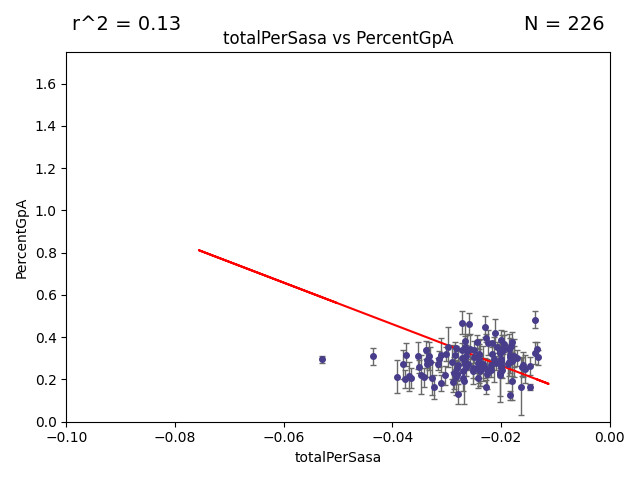 r^2 = 0.13
N = 226
totalPerSasa vs PercentGpA
PercentGpA
1.6
1.4
1.2
1.0
0.8
0.6
0.4
0.2
0.0
−0.10 −0.08 −0.06 −0.04 −0.02 0.00
totalPerSasa